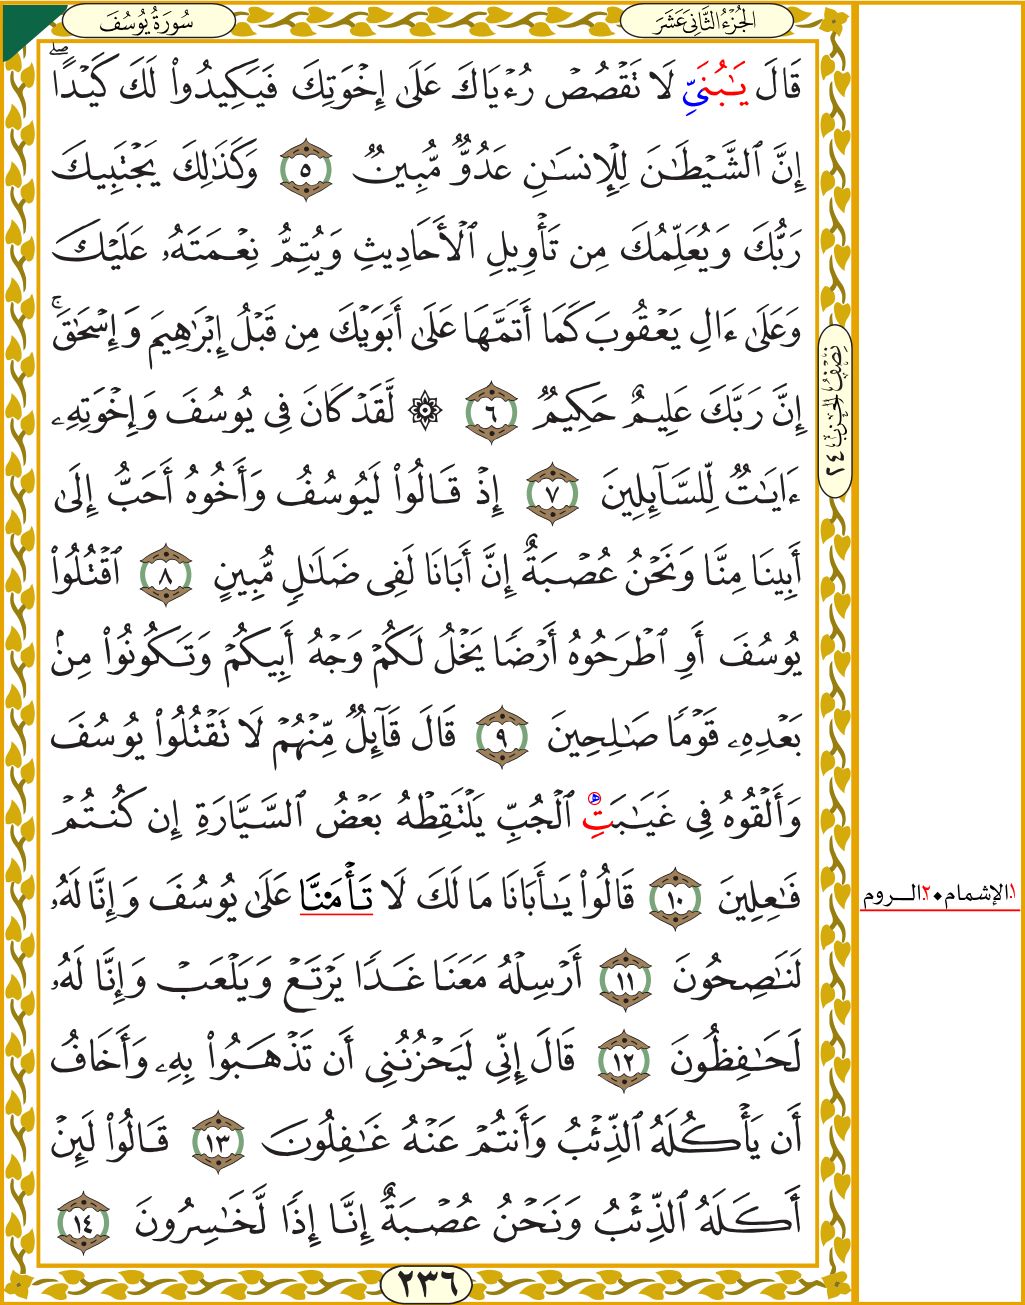 الجُزْءُ الثَّانِي عَشَرَ
سُورَةُ يُوسُفَ
قَالَ يَٰبُنَيِّ لَا تَقۡصُصۡ رُءۡيَاكَ عَلَىٰٓ إِخۡوَتِكَ فَيَكِيدُواْ لَكَ كَيۡدًاۖ
إِنَّ ٱلشَّيۡطَٰنَ لِلۡإِنسَٰنِ عَدُوّٞ مُّبِينٞ ٥ وَكَذَٰلِكَ يَجۡتَبِيكَ
رَبُّكَ وَيُعَلِّمُكَ مِن تَأۡوِيلِ ٱلۡأَحَادِيثِ وَيُتِمُّ نِعۡمَتَهُۥ عَلَيۡكَ
وَعَلَىٰٓ ءَالِ يَعۡقُوبَ كَمَآ أَتَمَّهَا عَلَىٰٓ أَبَوَيۡكَ مِن قَبۡلُ إِبۡرَٰهِيمَ وَإِسۡحَٰقَۚ
إِنَّ رَبَّكَ عَلِيمٌ حَكِيمٞ ٦ ۞ لَّقَدۡ كَانَ فِي يُوسُفَ وَإِخۡوَتِهِۦٓ
ءَايَٰتٞ لِّلسَّآئِلِينَ ٧ إِذۡ قَالُواْ لَيُوسُفُ وَأَخُوهُ أَحَبُّ إِلَىٰٓ
أَبِينَا مِنَّا وَنَحۡنُ عُصۡبَةٌ إِنَّ أَبَانَا لَفِي ضَلَٰلٖ مُّبِينٍ ٨ ٱقۡتُلُواْ
يُوسُفَ أَوِ ٱطۡرَحُوهُ أَرۡضٗا يَخۡلُ لَكُمۡ وَجۡهُ أَبِيكُمۡ وَتَكُونُواْ مِنۢ
بَعۡدِهِۦ قَوۡمٗا صَٰلِحِينَ ٩ قَالَ قَآئِلٞ مِّنۡهُمۡ لَا تَقۡتُلُواْ يُوسُفَ
وَأَلۡقُوهُ فِي غَيَٰبَتِ ٱلۡجُبِّ يَلۡتَقِطۡهُ بَعۡضُ ٱلسَّيَّارَةِ إِن كُنتُمۡ
فَٰعِلِينَ ١٠ قَالُواْ يَٰٓأَبَانَا مَا لَكَ لَا تَأۡمَ۬نَّا عَلَىٰ يُوسُفَ وَإِنَّا لَهُۥ
لَنَٰصِحُونَ ١١ أَرۡسِلۡهُ مَعَنَا غَدٗا يَرۡتَعۡ وَيَلۡعَبۡ وَإِنَّا لَهُۥ
لَحَٰفِظُونَ ١٢ قَالَ إِنِّي لَيَحۡزُنُنِيٓ أَن تَذۡهَبُواْ بِهِۦ وَأَخَافُ
أَن يَأۡكُلَهُ ٱلذِّئۡبُ وَأَنتُمۡ عَنۡهُ غَٰفِلُونَ ١٣ قَالُواْ لَئِنۡ
أَكَلَهُ ٱلذِّئۡبُ وَنَحۡنُ عُصۡبَةٌ إِنَّآ إِذٗا لَّخَٰسِرُونَ ١٤
نِصْفُ الحِزْب ٢٤
١.الإشمام•٢.الــروم
٢٣٦